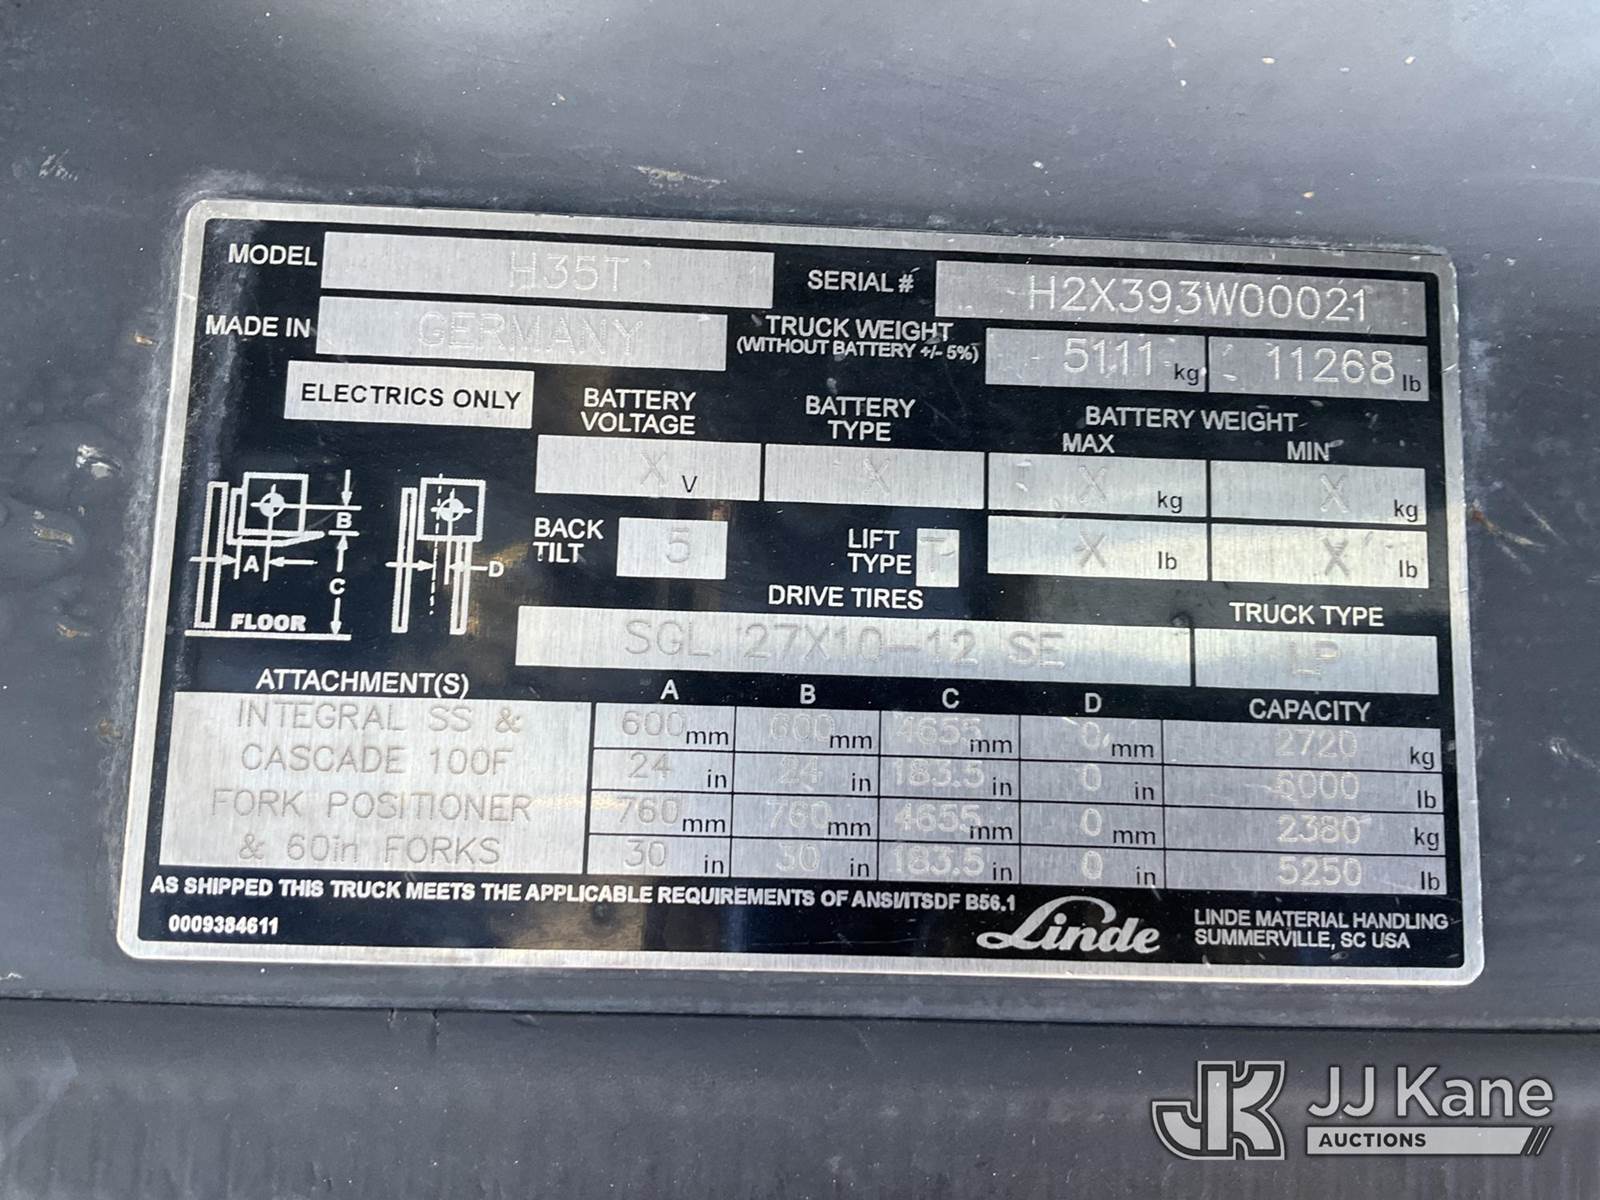 MODEL H35T SERIAL # H2X393W00021
MADE IN GERMANY TRUCK WEIGHT 5111 kg 11268 lb
(WITHOUT BATTERY +/- 5%)
ELECTRICS ONLY BATTERY VOLTAGE BATTERY TYPE BATTERY WEIGHT
MAX MIN
X V X X kg X kg
BACK TILT 5 LIFT TYPE T X lb X lb
DRIVE TIRES TRUCK TYPE
SGL 27X10-12 SE LP
A B C D
FLOOR
ATTACHMENT(S) A B C D CAPACITY
INTEGRAL SS & 600 mm 600 mm 4655 mm 0 mm 2720 kg
CASCADE 100F 24 in 24 in 183.5 in 0 in 6000 lb
FORK POSITIONER 760 mm 760 mm 4655 mm 0 mm 2380 kg
& 60in FORKS 30 in 30 in 183.5 in 0 in 5250 lb
AS SHIPPED THIS TRUCK MEETS THE APPLICABLE REQUIREMENTS OF ANSI/ITSDF B56.1
0009384611 Linde LINDE MATERIAL HANDLING
SUMMERVILLE, SC USA
JK JJ Kane
AUCTIONS